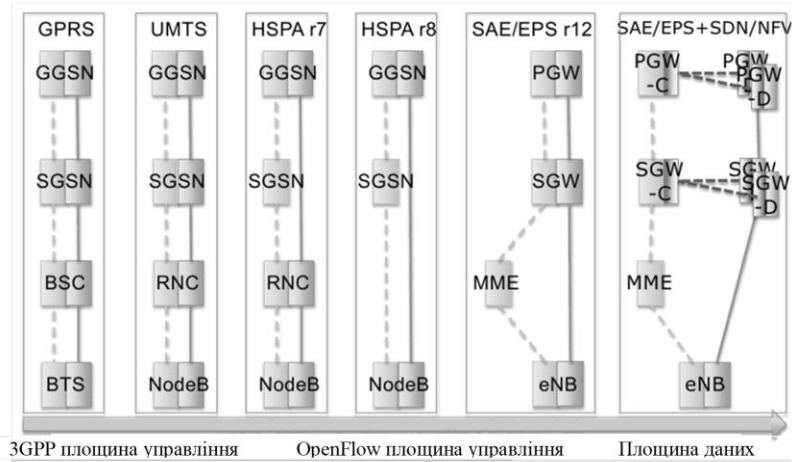 GPRS UMTS HSPA r7 HSPA r8 SAE/EPS r12 SAE/EPS+SDN/NFV
GGSN GGSN GGSN GGSN PGW PGW-C PGW PGW-D
SGSN SGSN SGSN SGSN SGW SGW-C SGW SGW-D
BSC RNC RNC MME MME
BTS NodeB NodeB NodeB eNB eNB
3GPP площина управління OpenFlow площина управління Площина даних